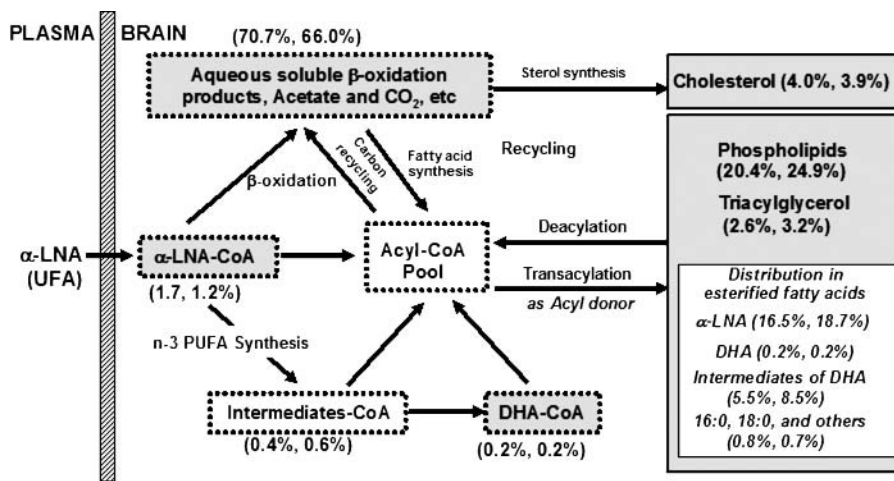 PLASMA
BRAIN
(70.7%, 66.0%)
Aqueous soluble β-oxidation
products, Acetate and CO₂, etc
Sterol synthesis
Cholesterol (4.0%, 3.9%)
Carbon
recycling
Fatty acid
synthesis
Recycling
β-oxidation
Phospholipids
(20.4%, 24.9%)
Triacylglycerol
(2.6%, 3.2%)
α-LNA
(UFA)
α-LNA-CoA
(1.7, 1.2%)
Acyl-CoA
Pool
Deacylation
Transacylation
as Acyl donor
Distribution in
esterified fatty acids
α-LNA (16.5%, 18.7%)
DHA (0.2%, 0.2%)
Intermediates of DHA
(5.5%, 8.5%)
16:0, 18:0, and others
(0.8%, 0.7%)
n-3 PUFA Synthesis
Intermediates-CoA
(0.4%, 0.6%)
DHA-CoA
(0.2%, 0.2%)